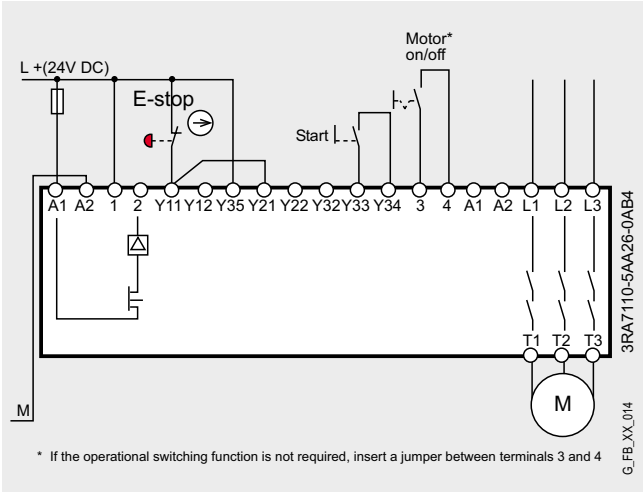 Motor*
on/off
L +(24V DC)
E-stop
Start
A1 A2 1 2 Y11 Y12 Y35 Y21 Y22 Y32 Y33 Y34 3 4 A1 A2 L1 L2 L3
T1 T2 T3
M
M
* If the operational switching function is not required, insert a jumper between terminals 3 and 4
3RA7110-5AA26-0AB4
G_FB_XX_014